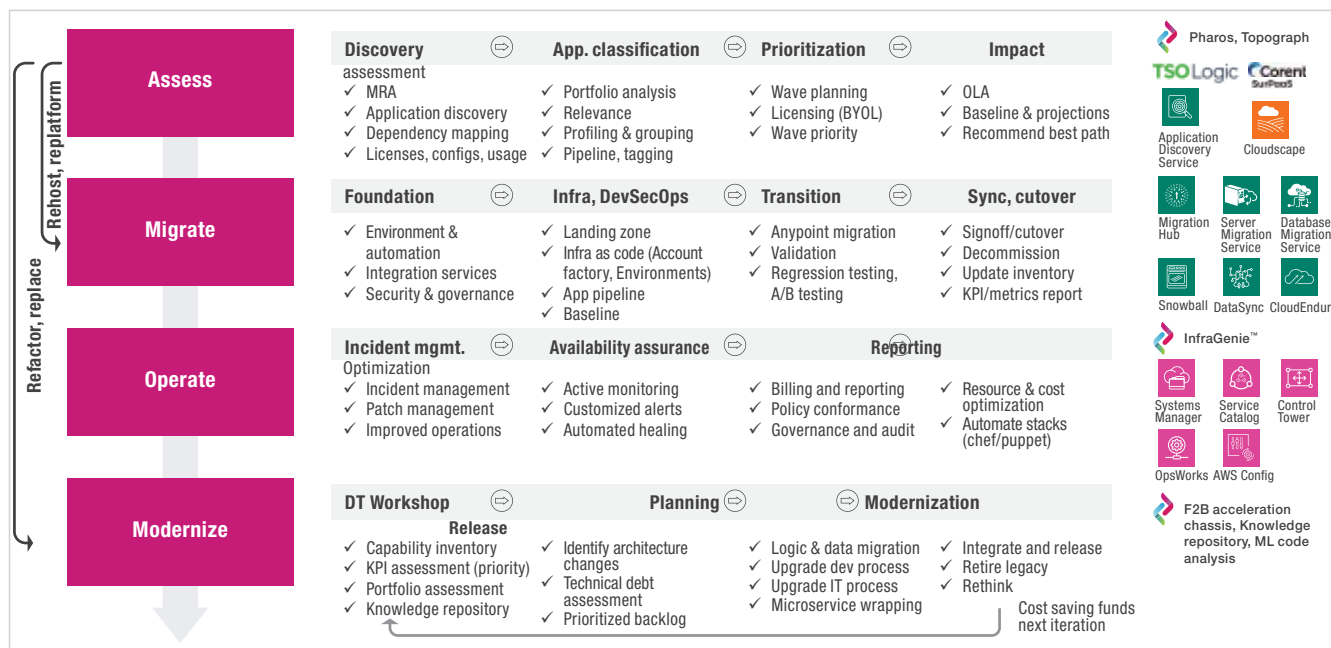 Rehost, replatform
Refactor, replace
Assess
Discovery
App. classification
Prioritization
Impact
assessment
✓ MRA
✓ Application discovery
✓ Dependency mapping
✓ Licenses, configs, usage
✓ Portfolio analysis
✓ Relevance
✓ Profiling & grouping
✓ Pipeline, tagging
✓ Wave planning
✓ Licensing (BYOL)
✓ Wave priority
✓ OLA
✓ Baseline & projections
✓ Recommend best path
Pharos, Topograph
TSO Logic
Corent
SurPaaS
Application
Discovery
Service
Cloudscape
Migrate
Foundation
Infra, DevSecOps
Transition
Sync, cutover
✓ Environment &
automation
✓ Integration services
✓ Security & governance
✓ Landing zone
✓ Infra as code (Account
factory, Environments)
✓ App pipeline
✓ Baseline
✓ Anypoint migration
✓ Validation
✓ Regression testing,
A/B testing
✓ Signoff/cutover
✓ Decommission
✓ Update inventory
✓ KPI/metrics report
Migration
Hub
Server
Migration
Service
Database
Migration
Service
Snowball
DataSync
CloudEndur
Operate
Incident mgmt.
Availability assurance
Reporting
Optimization
✓ Incident management
✓ Patch management
✓ Improved operations
✓ Active monitoring
✓ Customized alerts
✓ Automated healing
✓ Billing and reporting
✓ Policy conformance
✓ Governance and audit
✓ Resource & cost
optimization
✓ Automate stacks
(chef/puppet)
InfraGenie™
Systems
Manager
Service
Catalog
Control
Tower
OpsWorks
AWS Config
Modernize
DT Workshop
Planning
Modernization
Release
✓ Capability inventory
✓ KPI assessment (priority)
✓ Portfolio assessment
✓ Knowledge repository
✓ Identify architecture
changes
✓ Technical debt
assessment
✓ Prioritized backlog
✓ Logic & data migration
✓ Upgrade dev process
✓ Upgrade IT process
✓ Microservice wrapping
✓ Integrate and release
✓ Retire legacy
✓ Rethink
Cost saving funds
next iteration
F2B acceleration
chassis, Knowledge
repository, ML code
analysis